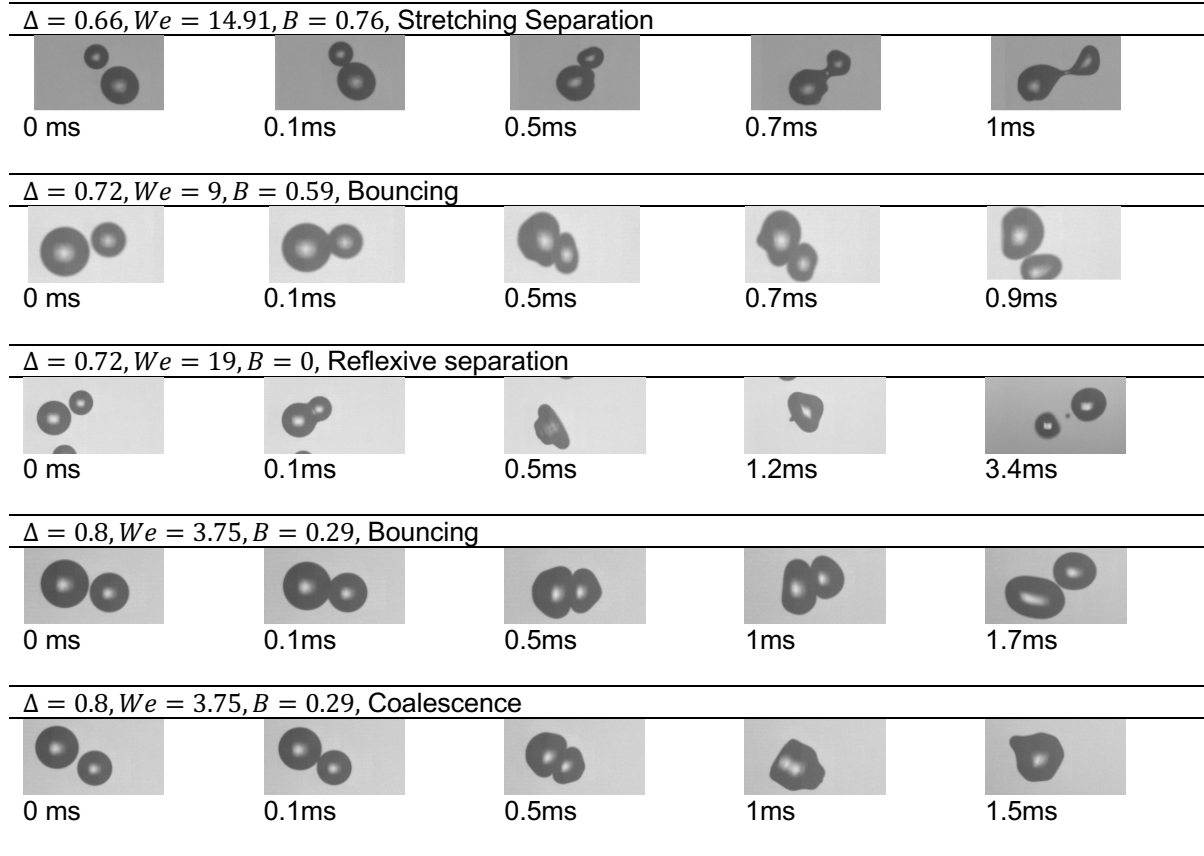 Δ = 0.66, We = 14.91, B = 0.76, Stretching Separation
0 ms 0.1ms 0.5ms 0.7ms 1ms
Δ = 0.72, We = 9, B = 0.59, Bouncing
0 ms 0.1ms 0.5ms 0.7ms 0.9ms
Δ = 0.72, We = 19, B = 0, Reflexive separation
0 ms 0.1ms 0.5ms 1.2ms 3.4ms
Δ = 0.8, We = 3.75, B = 0.29, Bouncing
0 ms 0.1ms 0.5ms 1ms 1.7ms
Δ = 0.8, We = 3.75, B = 0.29, Coalescence
0 ms 0.1ms 0.5ms 1ms 1.5ms